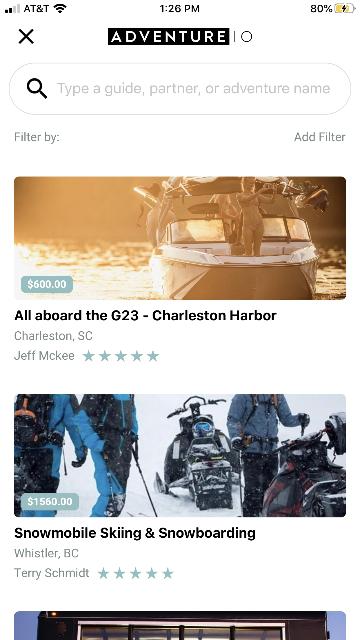 AT&T
1:26 PM
80%
ADVENTURE IO
Type a guide, partner, or adventure name
Filter by:
Add Filter
$600.00
All aboard the G23 - Charleston Harbor
Charleston, SC
Jeff Mckee
$1560.00
Snowmobile Skiing & Snowboarding
Whistler, BC
Terry Schmidt